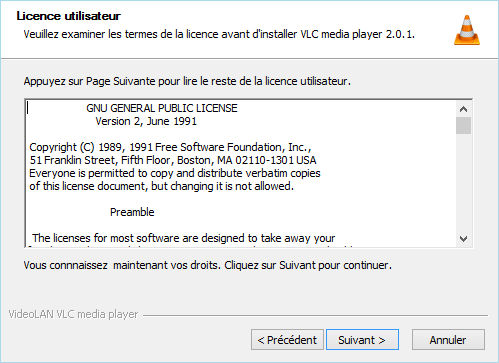 Licence utilisateur
Veuillez examiner les termes de la licence avant d'installer VLC media player 2.0.1.
Appuyez sur Page Suivante pour lire le reste de la licence utilisateur.
GNU GENERAL PUBLIC LICENSE
Version 2, June 1991
Copyright (C) 1989, 1991 Free Software Foundation, Inc.,
51 Franklin Street, Fifth Floor, Boston, MA 02110-1301 USA
Everyone is permitted to copy and distribute verbatim copies
of this license document, but changing it is not allowed.
Preamble
The licenses for most software are designed to take away your
Vous connnaissez maintenant vos droits. Cliquez sur Suivant pour continuer.
VideoLAN VLC media player
< Précédent
Suivant >
Annuler